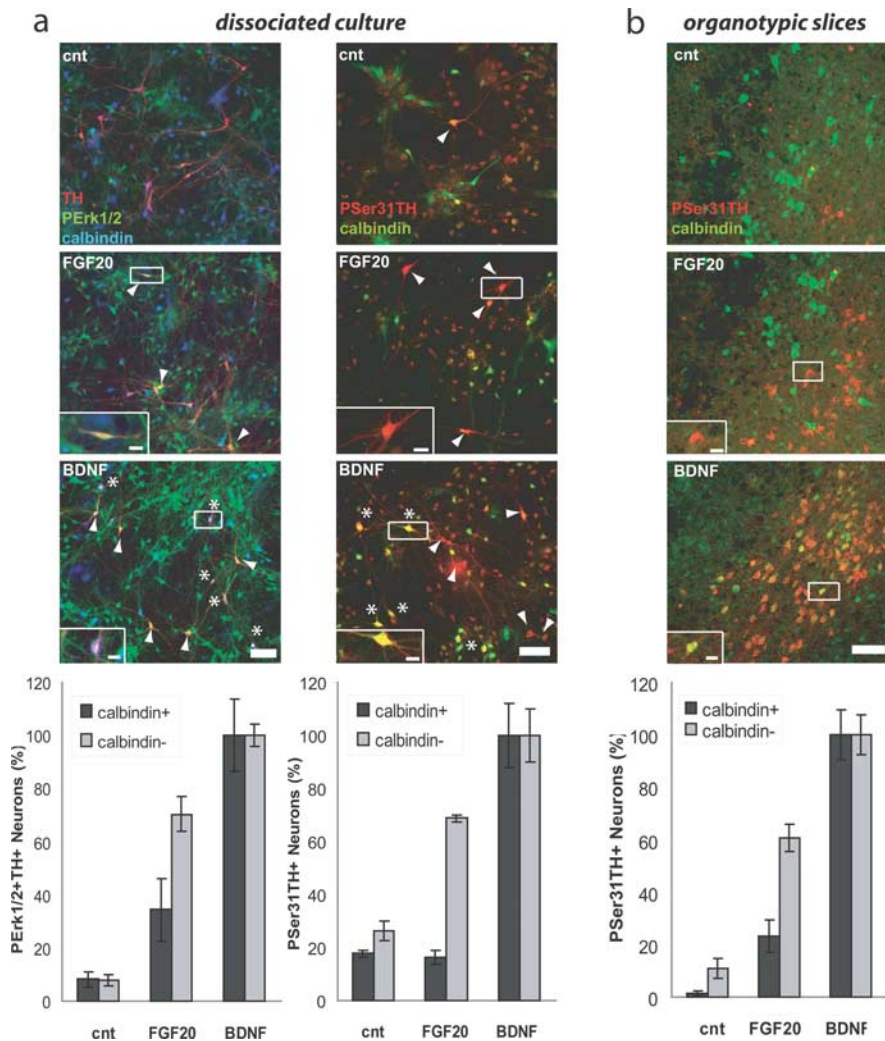 a
dissociated culture
b
organotypic slices
cnt
TH
PErk1/2
calbindin
cnt
PSer31TH
calbindin
cnt
PSer31TH
calbindin
FGF20
FGF20
FGF20
BDNF
* * * * *
BDNF
* * * * *
BDNF
120
100
80
60
40
20
0
PErk1/2+TH+ Neurons (%)
calbindin+
calbindin-
cnt FGF20 BDNF
120
100
80
60
40
20
0
PSer31TH+ Neurons (%)
calbindin+
calbindin-
cnt FGF20 BDNF
120
100
80
60
40
20
0
PSer31TH+ Neurons (%)
calbindin+
calbindin-
cnt FGF20 BDNF